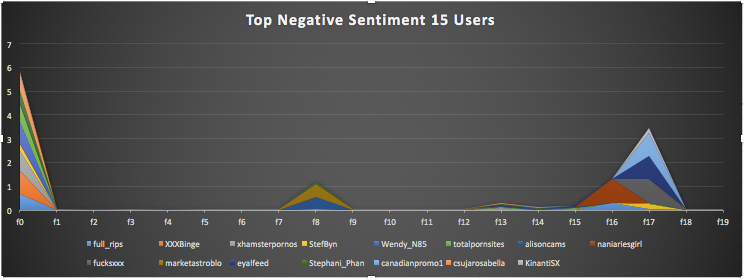 Top Negative Sentiment 15 Users
7
6
5
4
3
2
1
0
f0 f1 f2 f3 f4 f5 f6 f7 f8 f9 f10 f11 f12 f13 f14 f15 f16 f17 f18 f19
full_rips XXXBinge xhamsterpornos StefByn Wendy_N85 totalpornsites alisoncams naniariesgirl
fucksxxx marketastroblo eyalfeed Stephani_Phan canadianpromo1 csujarosabella KinantiSX